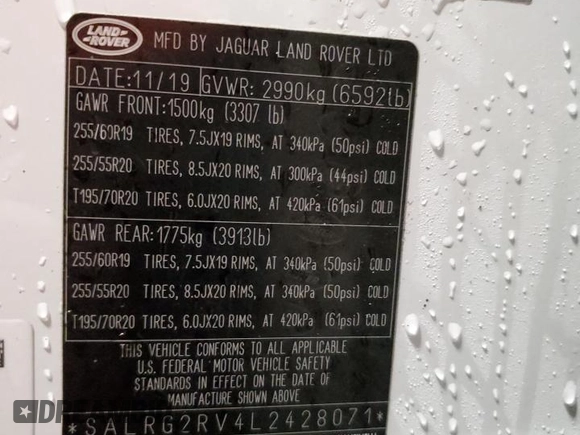 LAND
ROVER
MFD BY JAGUAR LAND ROVER LTD
DATE:11/19 GVWR: 2990kg (6592lb)
GAWR FRONT:1500kg (3307 lb)
255/60R19 TIRES, 7.5JX19 RIMS, AT 340kPa (50psi) COLD
255/55R20 TIRES, 8.5JX20 RIMS, AT 300kPa (44psi) COLD
T195/70R20 TIRES, 6.0JX20 RIMS, AT 420kPa (61psi) COLD
GAWR REAR:1775kg (3913lb)
255/60R19 TIRES, 7.5JX19 RIMS, AT 340kPa (50psi) COLD
255/55R20 TIRES, 8.5JX20 RIMS, AT 340kPa (50psi) COLD
T195/70R20 TIRES, 6.0JX20 RIMS, AT 420kPa (61psi) COLD
THIS VEHICLE CONFORMS TO ALL APPLICABLE
U.S. FEDERAL MOTOR VEHICLE SAFETY
STANDARDS IN EFFECT ON THE DATE OF
MANUFACTURE SHOWN ABOVE
*SALRG2RV4L2428071*